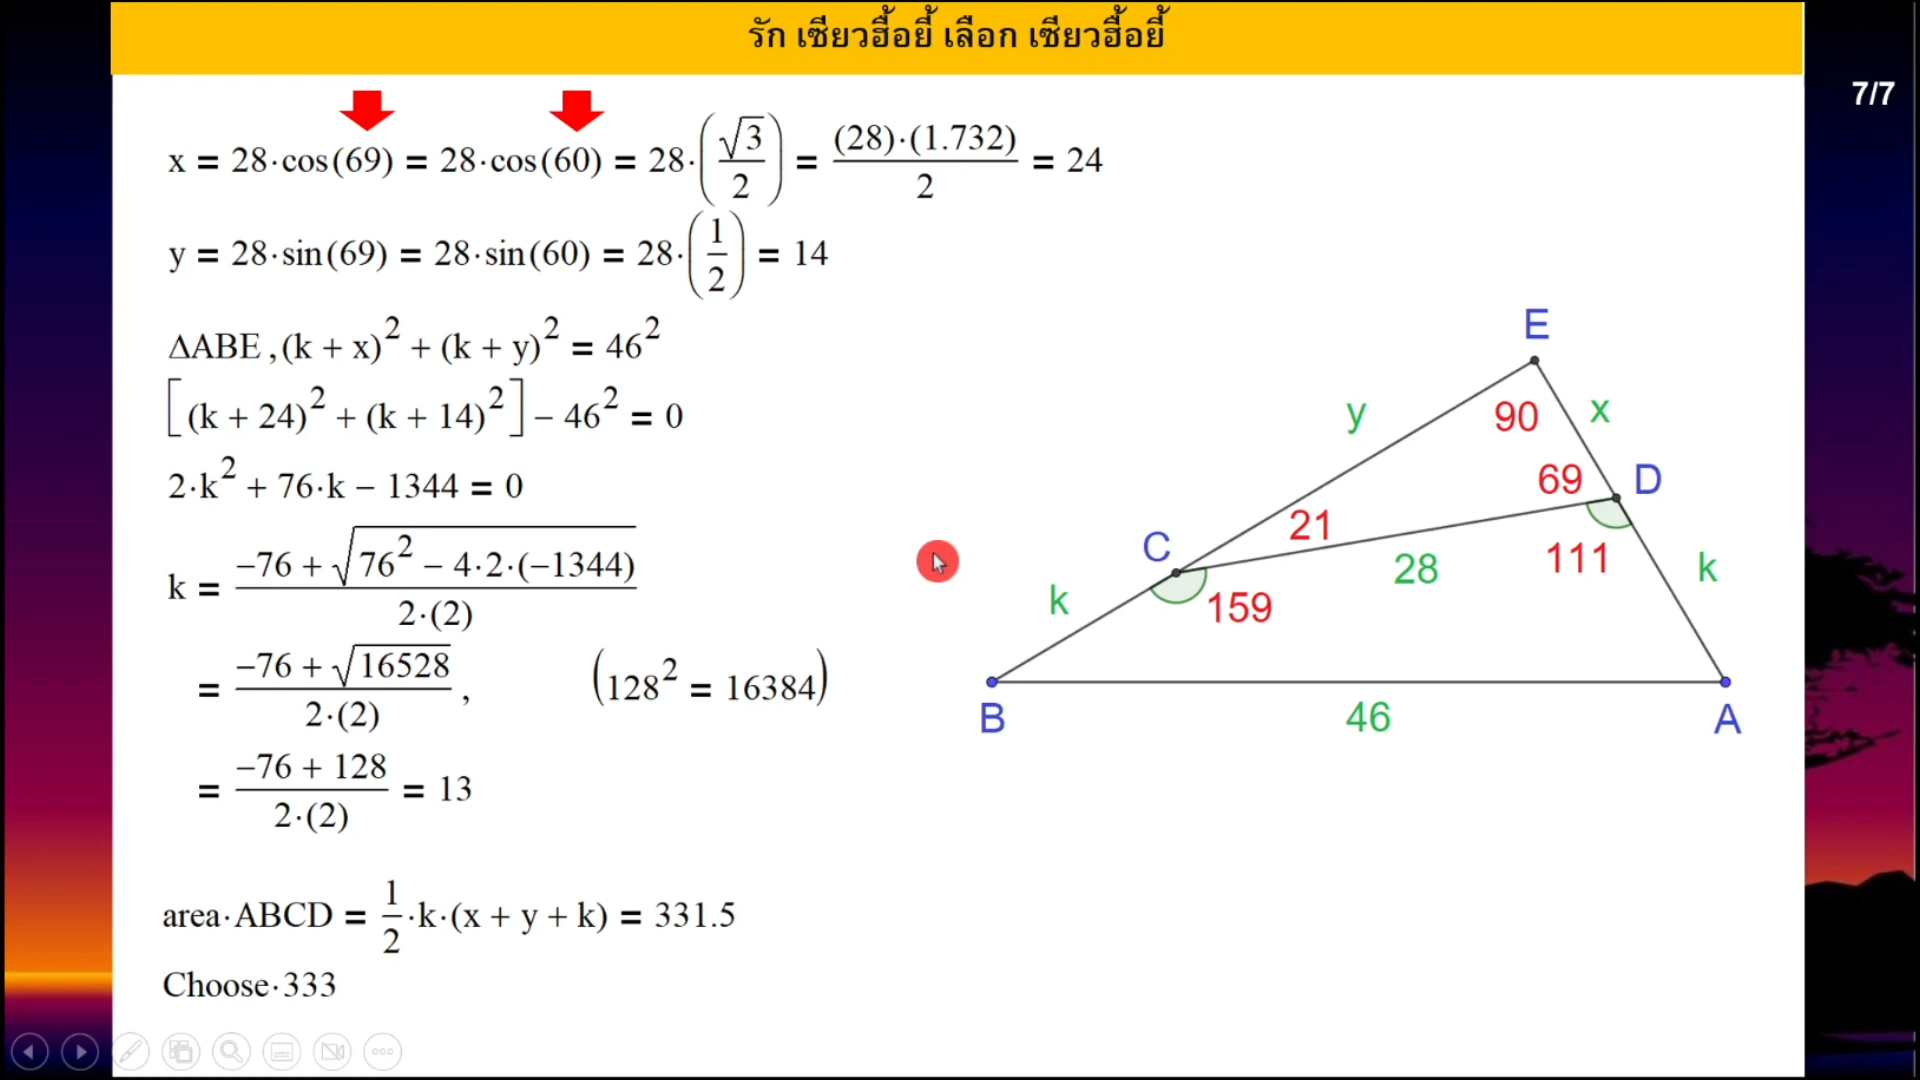 รัก เซียวฮื้อยี้ เลือก เซียวฮื้อยี้
7/7
x = 28·cos(69) = 28·cos(60) = 28·(√3/2) = (28)·(1.732)/2 = 24
y = 28·sin(69) = 28·sin(60) = 28·(1/2) = 14
ΔABE ,(k + x)² + (k + y)² = 46²
[(k + 24)² + (k + 14)²] − 46² = 0
2·k² + 76·k − 1344 = 0
k = (−76 + √(76² − 4·2·(−1344)))/(2·(2))
= (−76 + √16528)/(2·(2)) , (128² = 16384)
= (−76 + 128)/(2·(2)) = 13
area·ABCD = 1/2·k·(x + y + k) = 331.5
Choose·333
E
y
90
x
69
D
21
C
28
111
k
k
159
B
46
A